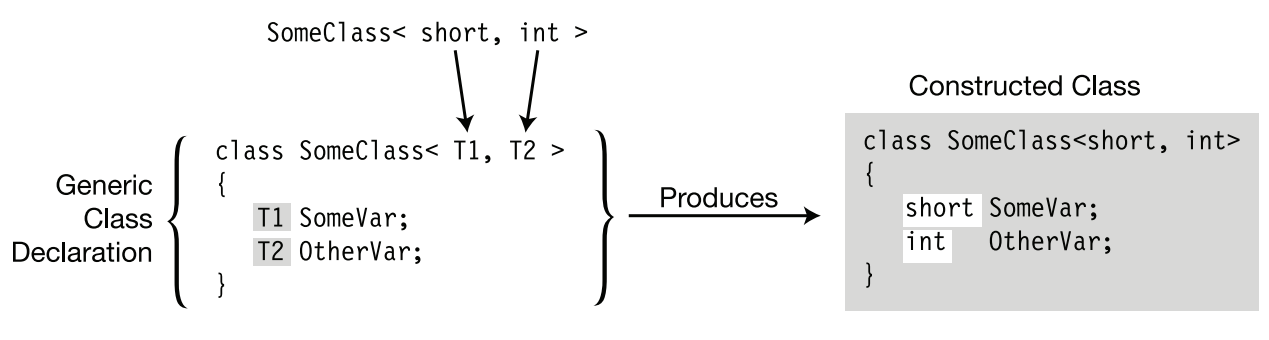 SomeClass< short, int >
Generic
Class
Declaration
class SomeClass< T1, T2 >
{
T1 SomeVar;
T2 OtherVar;
}
Produces
Constructed Class
class SomeClass<short, int>
{
short SomeVar;
int OtherVar;
}